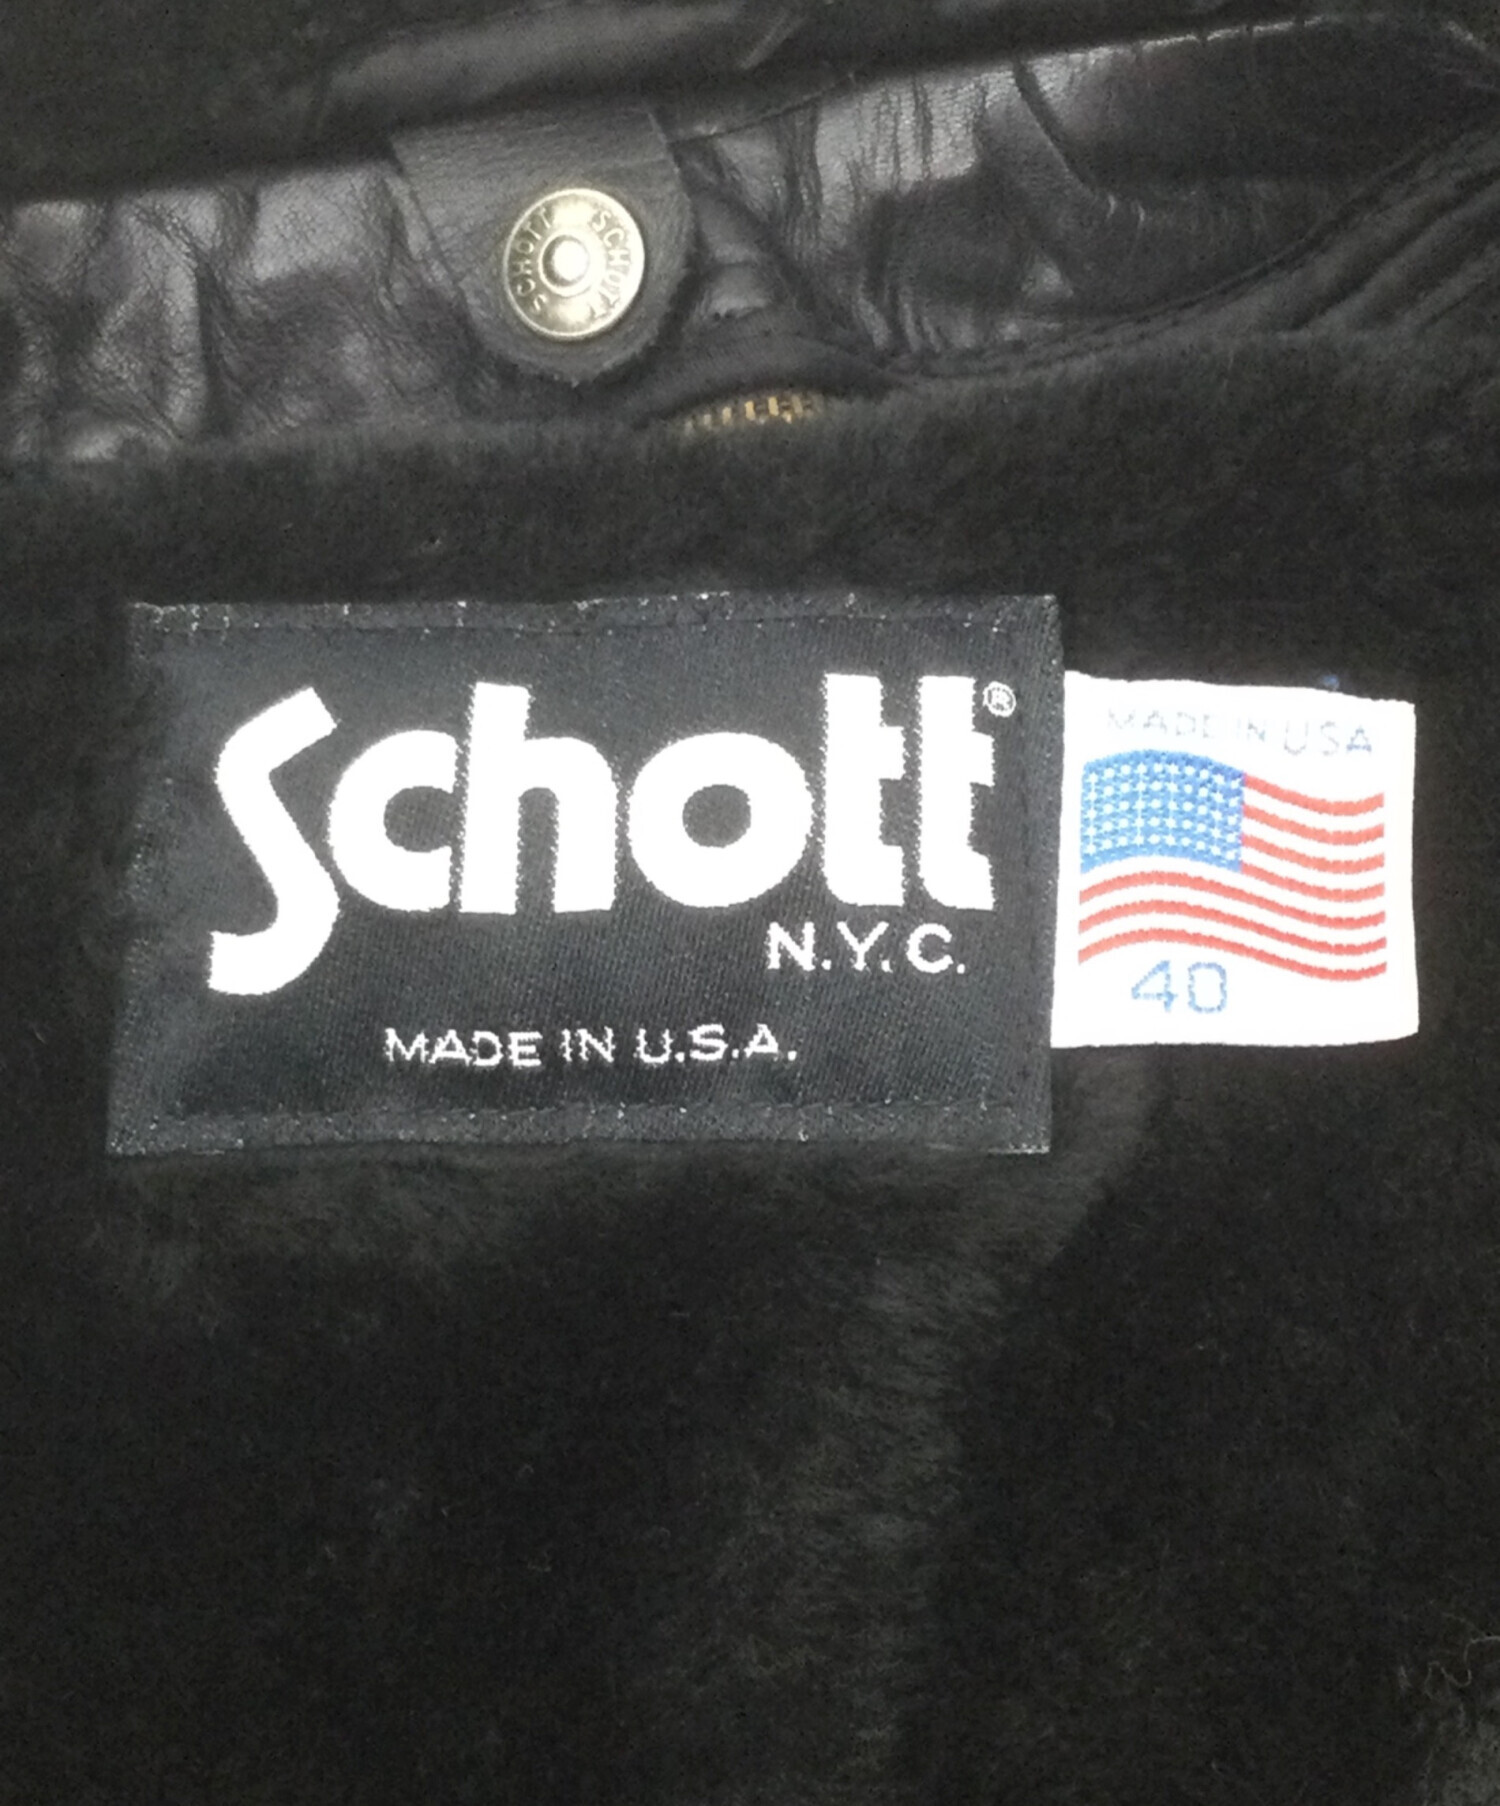 SCHOTT SCHOTT
Schott®
N.Y.C.
MADE IN U.S.A.
MADE IN USA
40